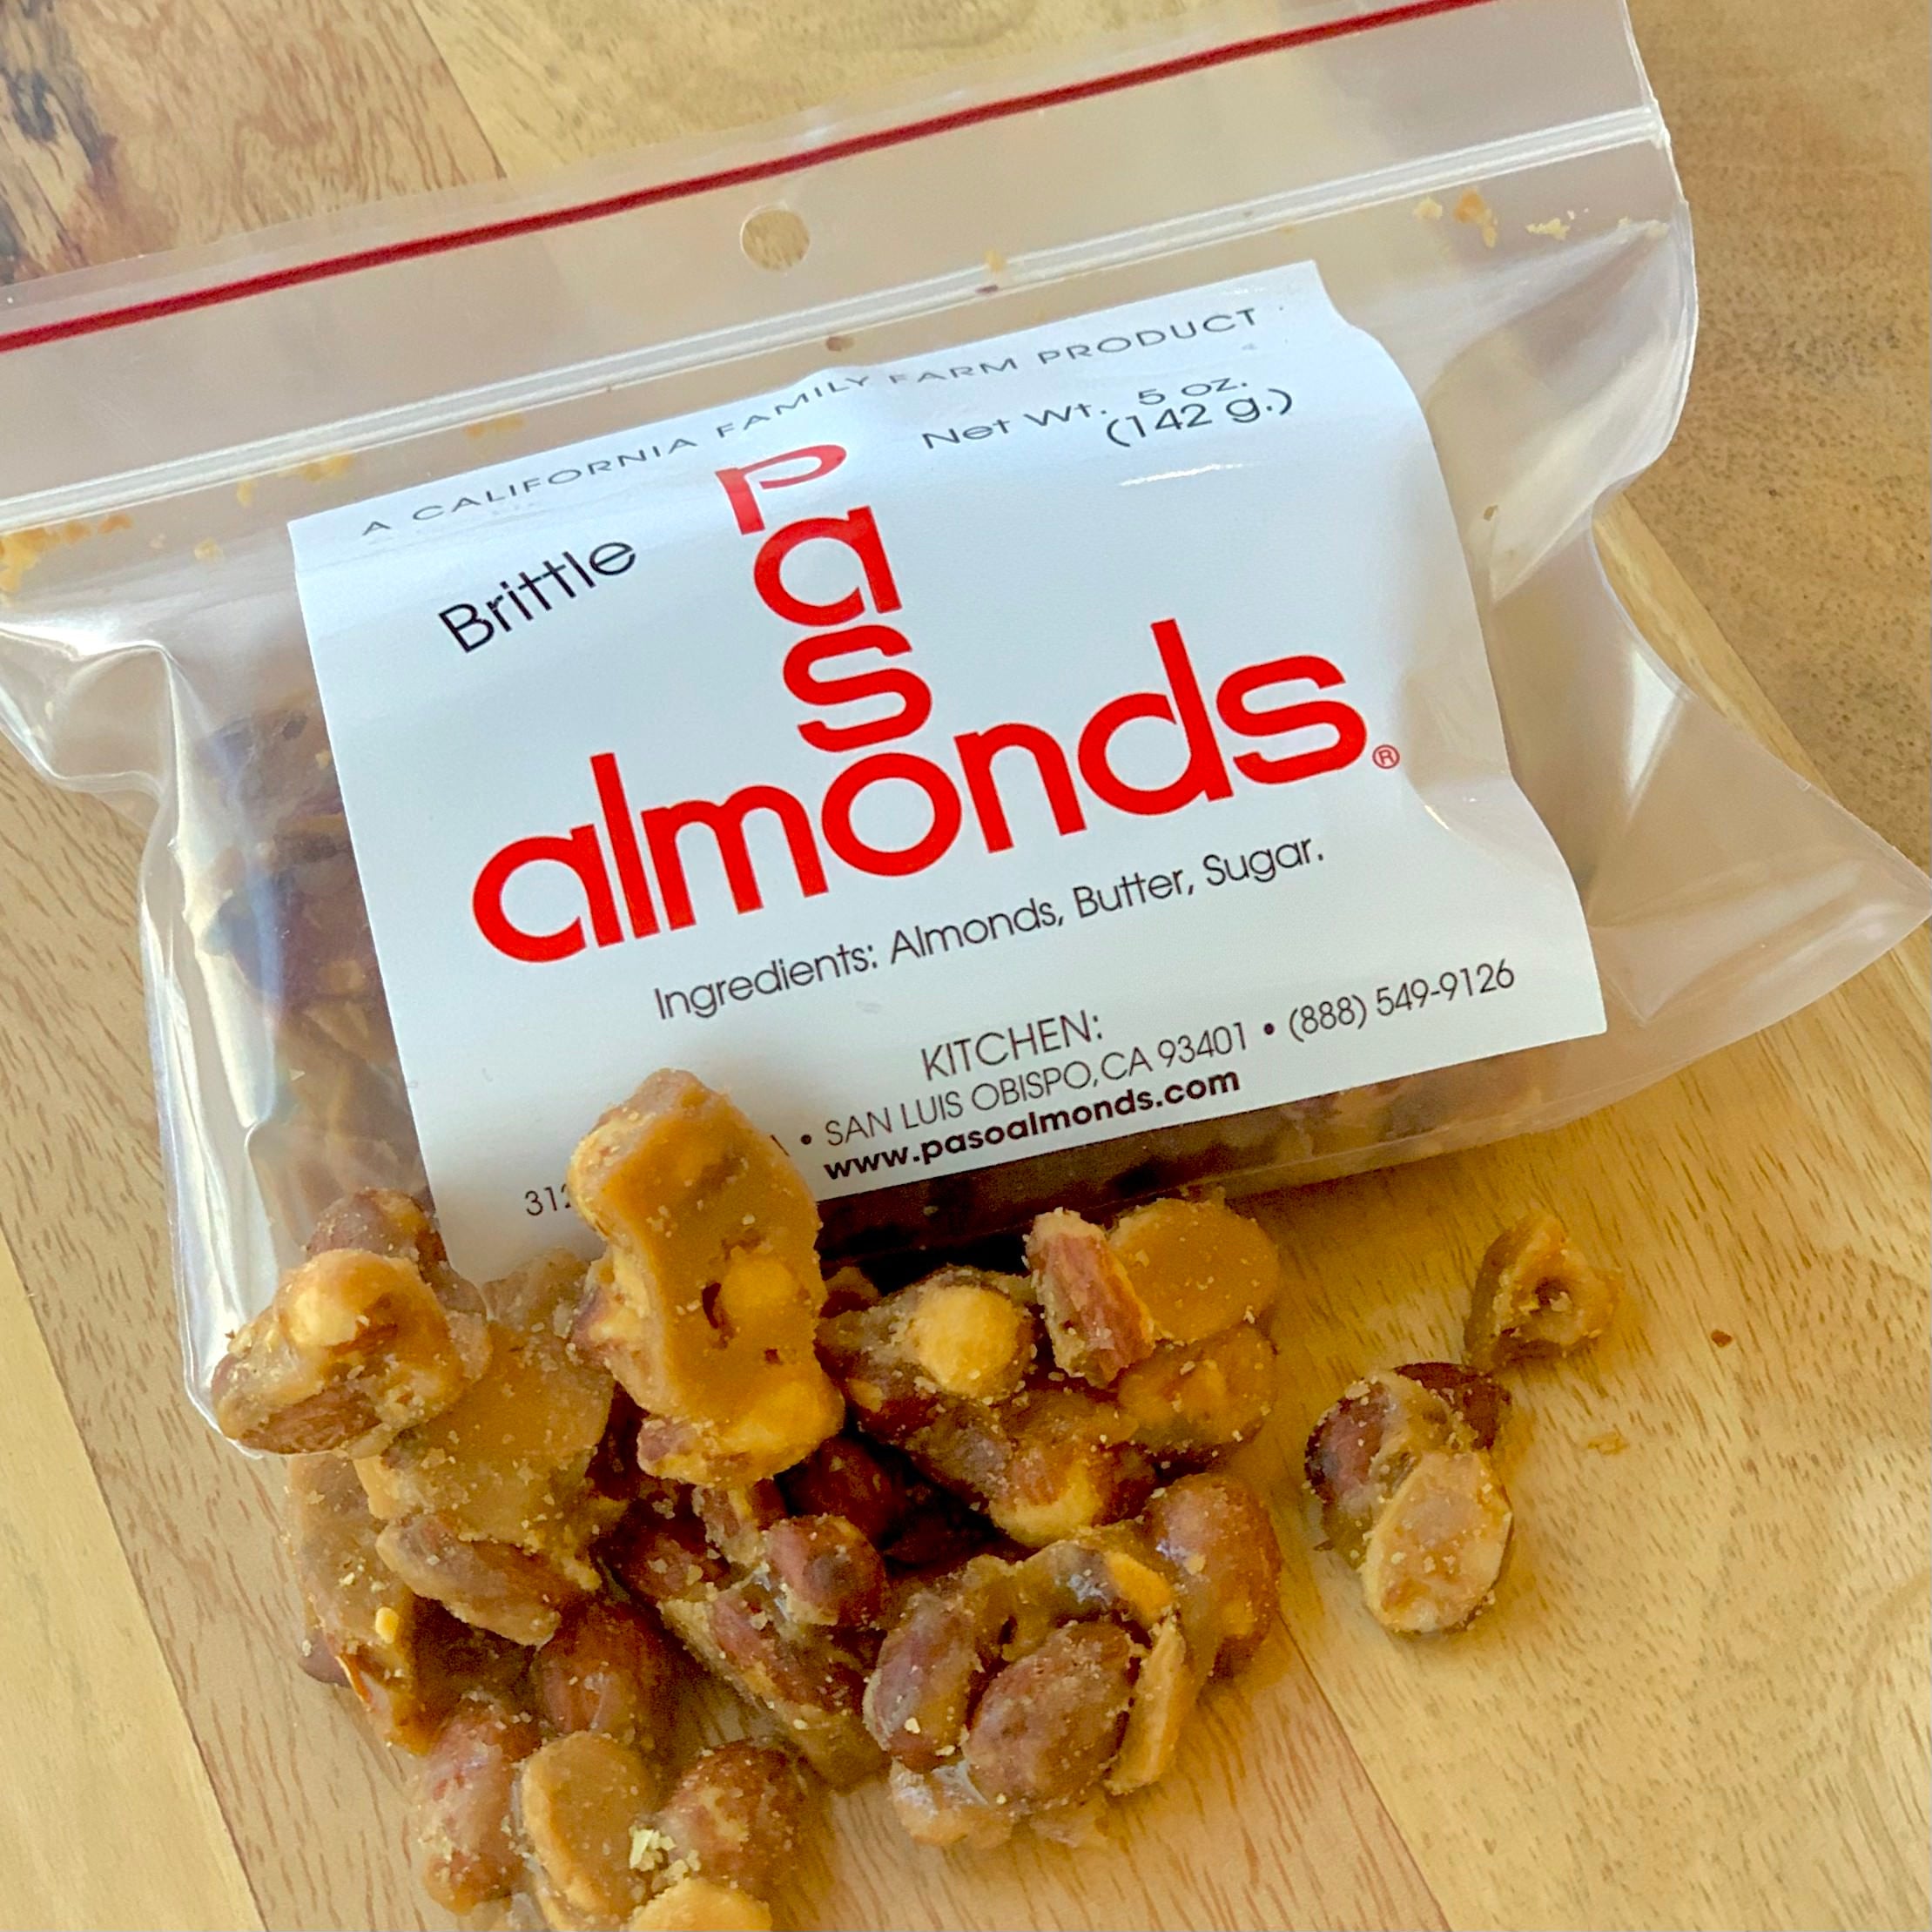 A CALIFORNIA FAMILY FARM PRODUCT
Net Wt. 5 oz.
(142 g.)
Brittle
Paso
almonds®
Ingredients: Almonds, Butter, Sugar.
KITCHEN:
• SAN LUIS OBISPO, CA 93401 • (888) 549-9126
www.pasoalmonds.com